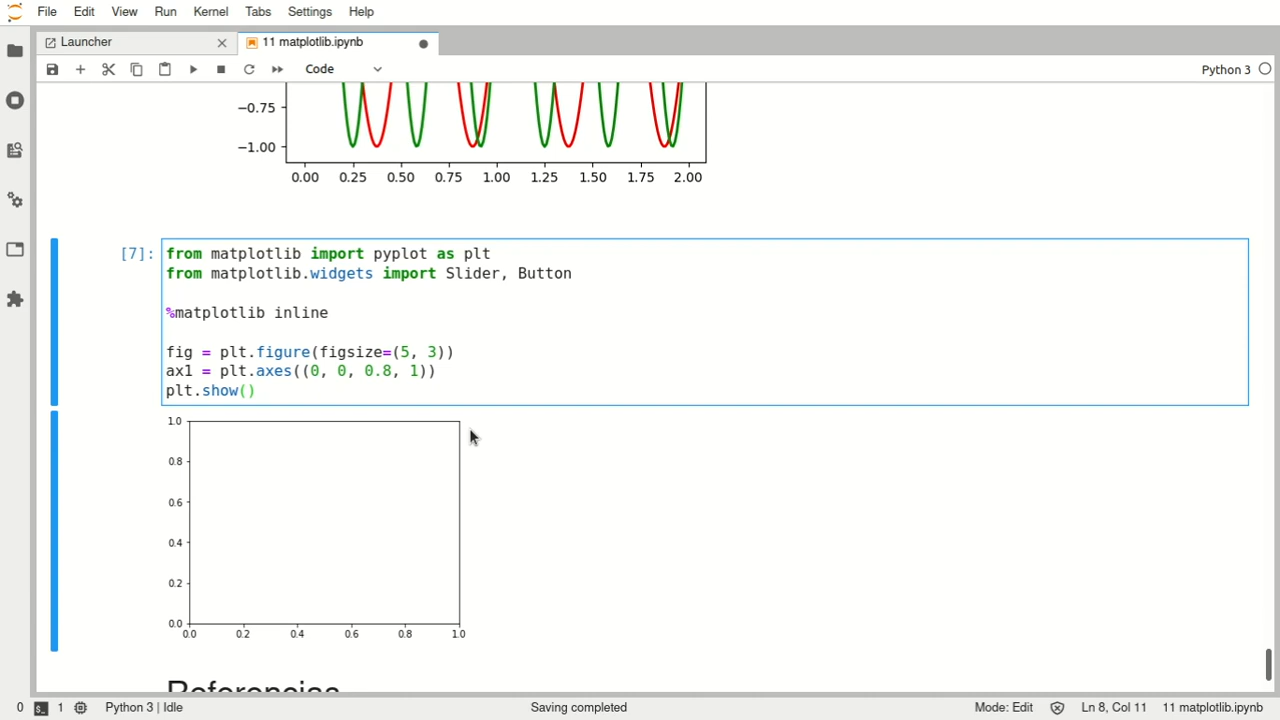 File Edit View Run Kernel Tabs Settings Help
Launcher
11 matplotlib.ipynb
Code
Python 3
−0.75
−1.00
0.00 0.25 0.50 0.75 1.00 1.25 1.50 1.75 2.00
[7]:
from matplotlib import pyplot as plt
from matplotlib.widgets import Slider, Button
%matplotlib inline
fig = plt.figure(figsize=(5, 3))
ax1 = plt.axes((0, 0, 0.8, 1))
plt.show()
1.0
0.8
0.6
0.4
0.2
0.0
0.0 0.2 0.4 0.6 0.8 1.0
Referencias
0 1 Python 3 | Idle Saving completed Mode: Edit Ln 8, Col 11 11 matplotlib.ipynb